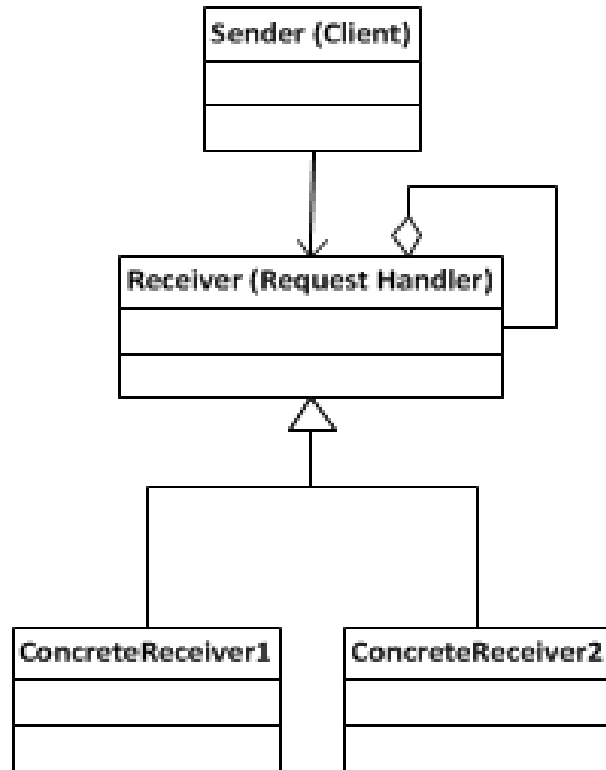 Sender (Client)
Receiver (Request Handler)
ConcreteReceiver1
ConcreteReceiver2